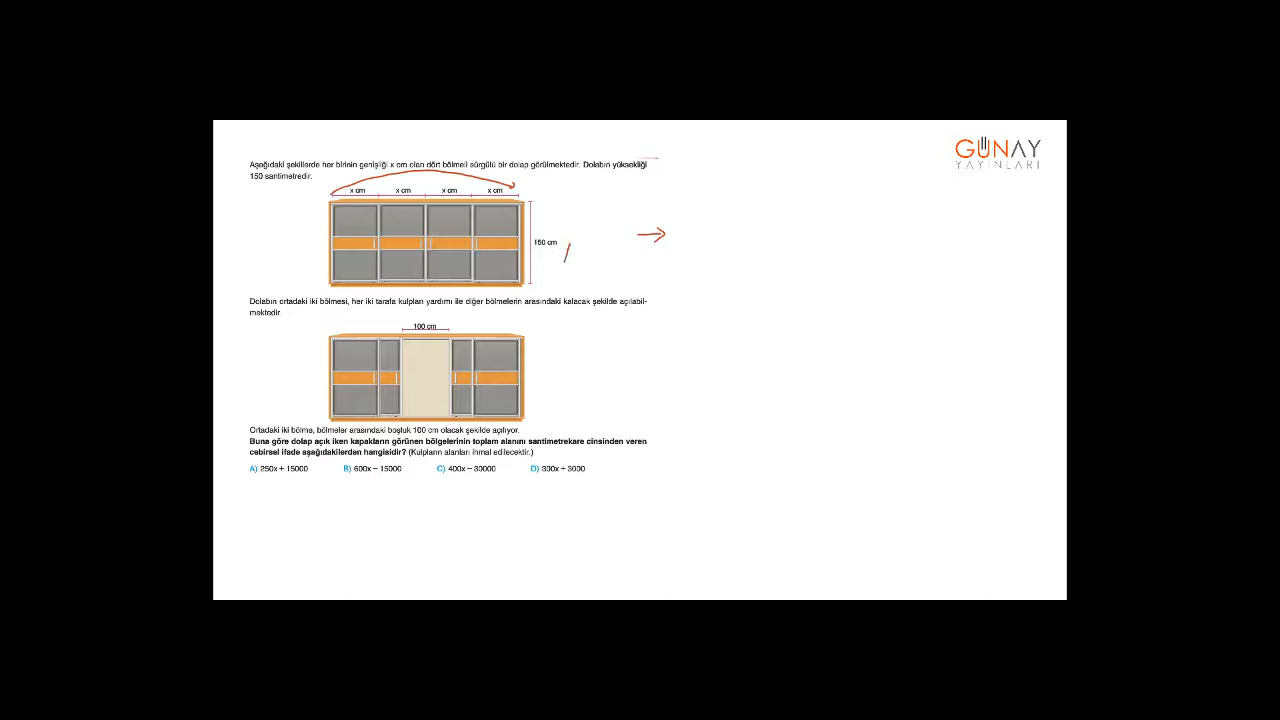 GÜNAY
YAYINLARI
Aşağıdaki şekillerde her birinin genişliği x cm olan dört bölmeli sürgülü bir dolap görülmektedir. Dolabın yüksekliği
150 santimetredir.
x cm x cm x cm x cm
150 cm
Dolabın ortadaki iki bölmesi, her iki tarafa kulpları yardımı ile diğer bölmelerin arasındaki kalacak şekilde açılabil-
mektedir.
100 cm
Ortadaki iki bölme, bölmeler arasındaki boşluk 100 cm olacak şekilde açılıyor.
Buna göre dolap açık iken kapakların görünen bölgelerinin toplam alanını santimetrekare cinsinden veren
cebirsel ifade aşağıdakilerden hangisidir? (Kulpların alanları ihmal edilecektir.)
A) 250x + 15000 B) 600x − 15000 C) 400x − 30000 D) 300x + 3000